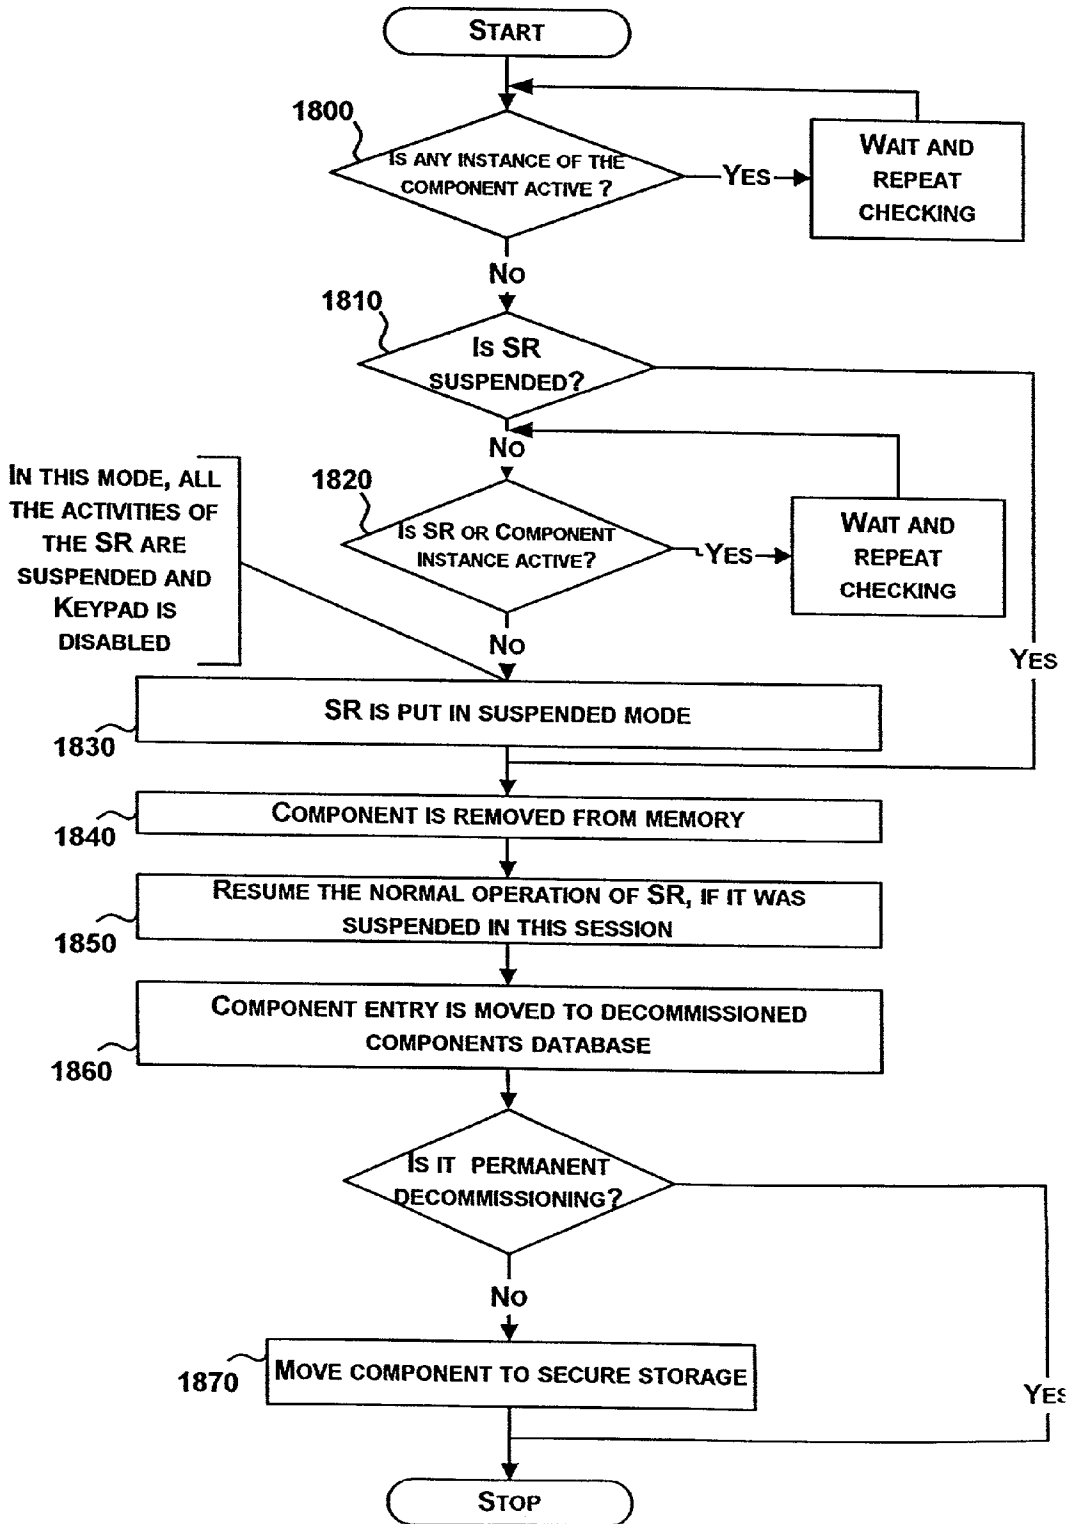 START
1800
IS ANY INSTANCE OF THE
COMPONENT ACTIVE ?
YES
WAIT AND
REPEAT
CHECKING
NO
1810
IS SR
SUSPENDED?
NO
IN THIS MODE, ALL
THE ACTIVITIES OF
THE SR ARE
SUSPENDED AND
KEYPAD IS
DISABLED
1820
IS SR OR COMPONENT
INSTANCE ACTIVE?
YES
WAIT AND
REPEAT
CHECKING
NO
YES
SR IS PUT IN SUSPENDED MODE
1830
COMPONENT IS REMOVED FROM MEMORY
1840
RESUME THE NORMAL OPERATION OF SR, IF IT WAS
SUSPENDED IN THIS SESSION
1850
COMPONENT ENTRY IS MOVED TO DECOMMISSIONED
COMPONENTS DATABASE
1860
IS IT PERMANENT
DECOMMISSIONING?
NO
MOVE COMPONENT TO SECURE STORAGE
1870
YES
STOP